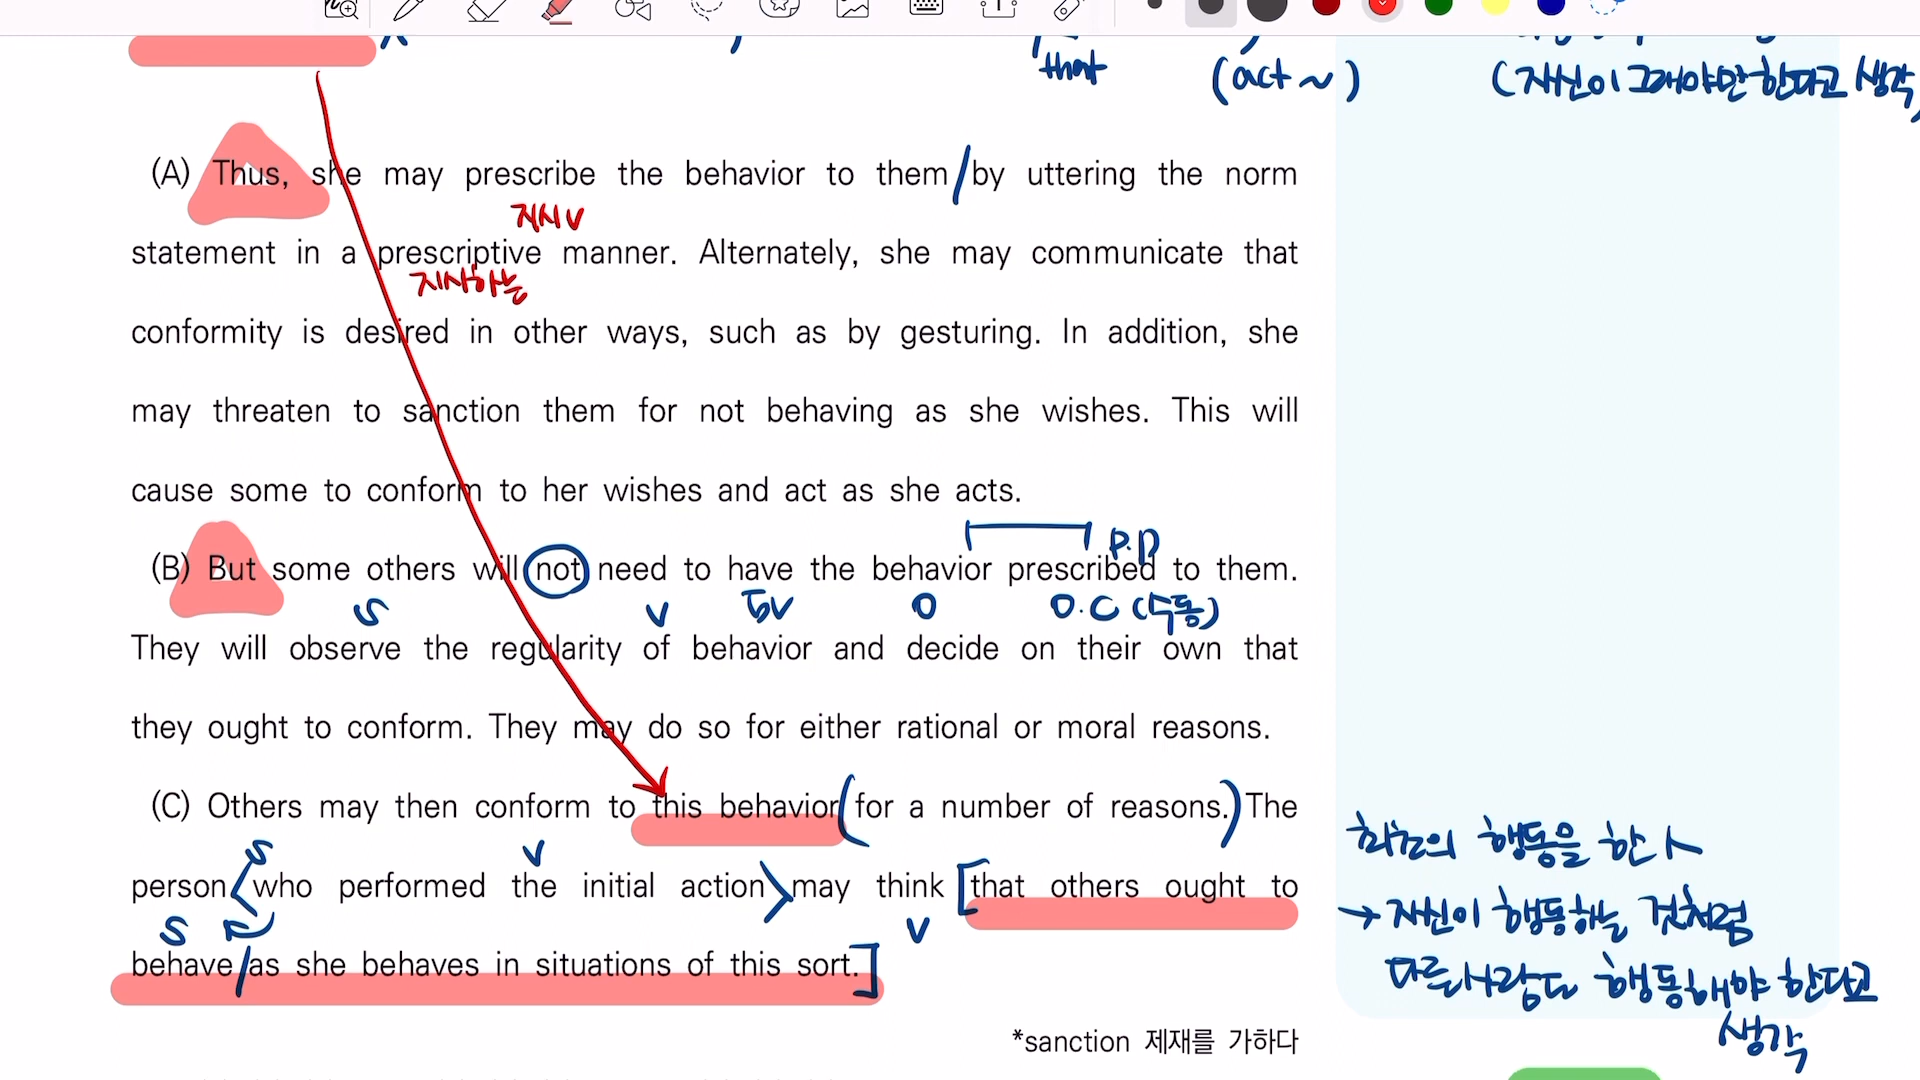 that
(act ~)
(자신이 그래야만 한다고 생각)
(A) Thus, she may prescribe the behavior to them / by uttering the norm
지시V
statement in a prescriptive manner. Alternately, she may communicate that
지시하는
conformity is desired in other ways, such as by gesturing. In addition, she
may threaten to sanction them for not behaving as she wishes. This will
cause some to conform to her wishes and act as she acts.
P.P
(B) But some others will not need to have the behavior prescribed to them.
S V 5V O O.C (수동)
They will observe the regularity of behavior and decide on their own that
they ought to conform. They may do so for either rational or moral reasons.
(C) Others may then conform to this behavior (for a number of reasons.) The
S V
person <who performed the initial action> may think [that others ought to
S V
behave / as she behaves in situations of this sort.]
최초의 행동을 한 사
→ 자신이 행동하는 것처럼
다른사람도 행동해야 한다고
생각
*sanction 제재를 가하다